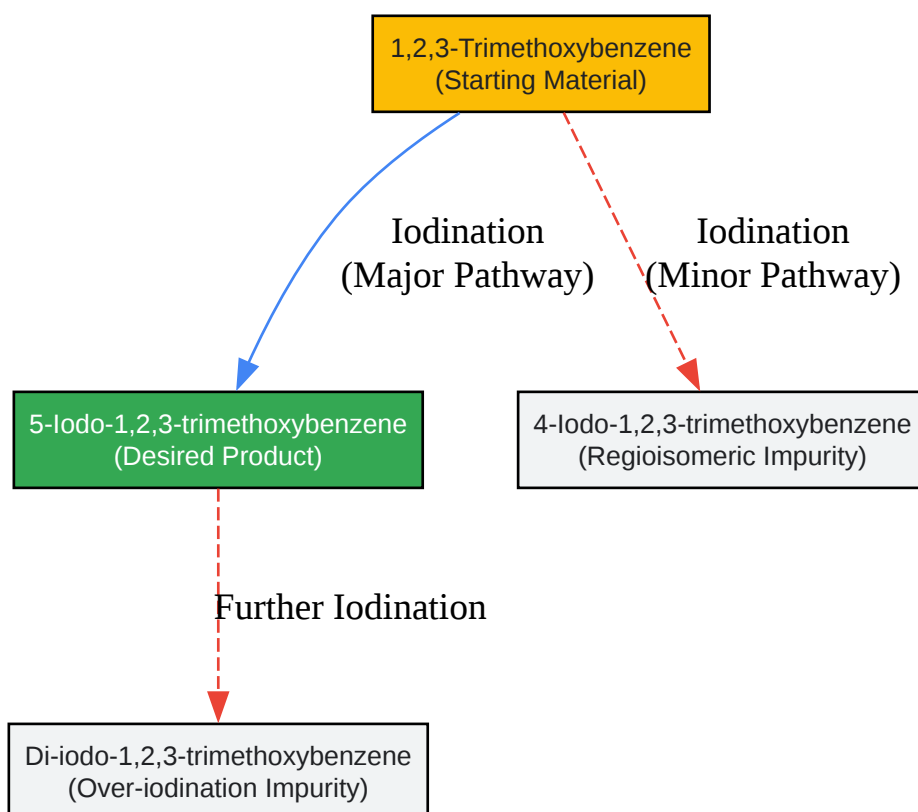 1,2,3-Trimethoxybenzene
(Starting Material)
Iodination
(Major Pathway)
Iodination
(Minor Pathway)
5-Iodo-1,2,3-trimethoxybenzene
(Desired Product)
4-Iodo-1,2,3-trimethoxybenzene
(Regioisomeric Impurity)
Further Iodination
Di-iodo-1,2,3-trimethoxybenzene
(Over-iodination Impurity)